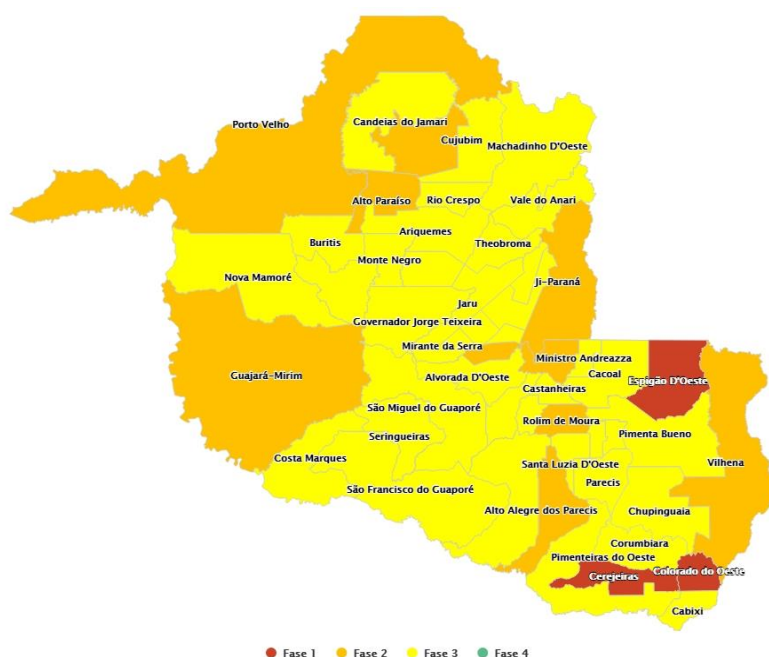 Porto Velho
Candeias do Jamari
Cujubim
Machadinho D'Oeste
Alto Paraíso
Rio Crespo
Vale do Anari
Ariquemes
Buritis
Theobroma
Monte Negro
Nova Mamoré
Ji-Paraná
Jaru
Governador Jorge Teixeira
Mirante da Serra
Ministro Andreazza
Guajará-Mirim
Alvorada D'Oeste
Cacoal
Espigão D'Oeste
Castanheiras
São Miguel do Guaporé
Rolim de Moura
Seringueiras
Pimenta Bueno
Costa Marques
Santa Luzia D'Oeste
Vilhena
Parecis
São Francisco do Guaporé
Alto Alegre dos Parecis
Chupinguaia
Corumbiara
Pimenteiras do Oeste
Colorado do Oeste
Cerejeiras
Cabixi
Fase 1 Fase 2 Fase 3 Fase 4